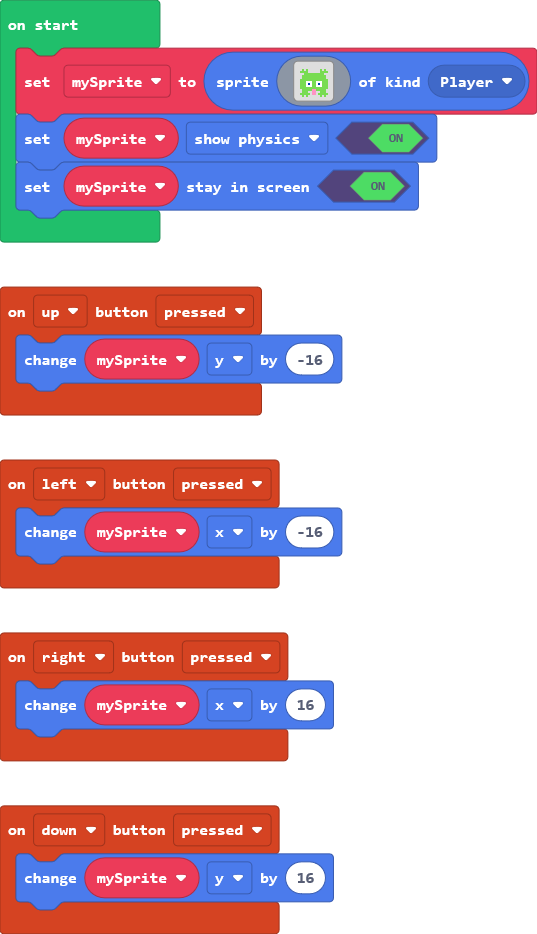 on start
set mySprite to sprite of kind Player
set mySprite show physics ON
set mySprite stay in screen ON
on up button pressed
change mySprite y by -16
on left button pressed
change mySprite x by -16
on right button pressed
change mySprite x by 16
on down button pressed
change mySprite y by 16